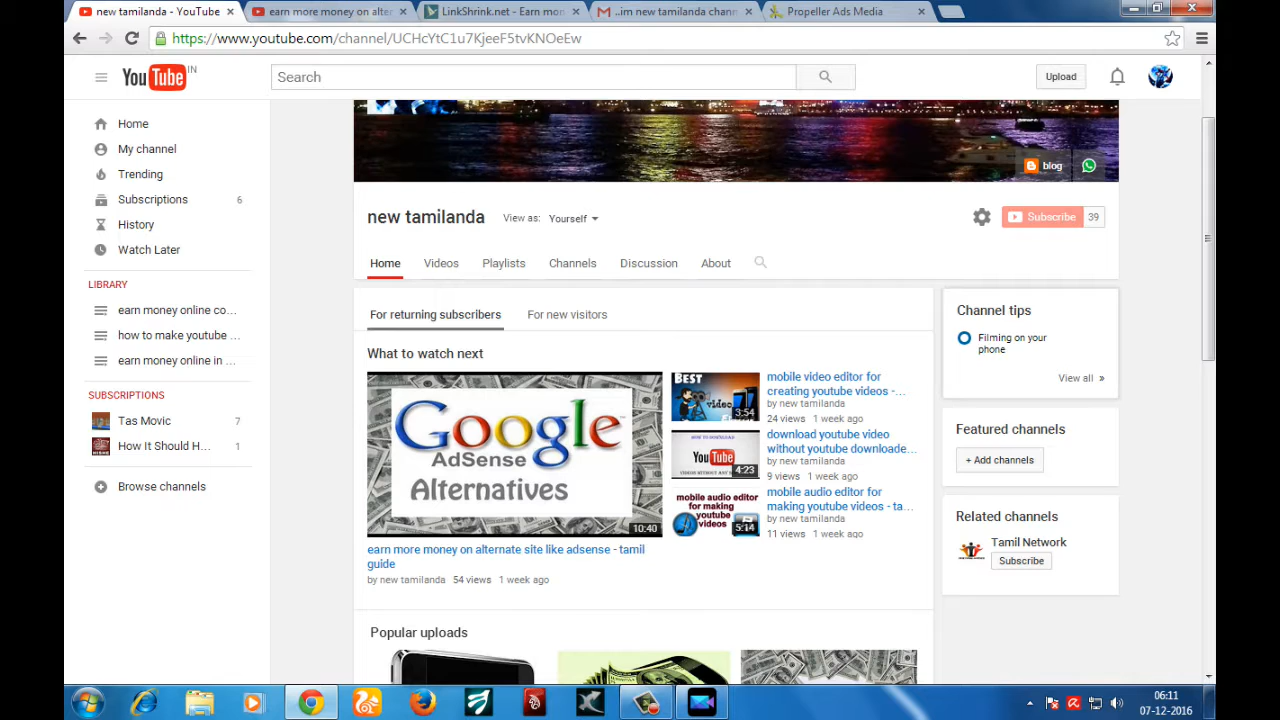 new tamilanda - YouTube
earn more money on alter
LinkShrink.net - Earn mon
..im new tamilanda chann
Propeller Ads Media
https://www.youtube.com/channel/UCHcYtC1u7KjeeF5tvKNOeEw
YouTube IN
Search
Upload
Home
My channel
Trending
Subscriptions 6
History
Watch Later
LIBRARY
earn money online co...
how to make youtube ...
earn money online in ...
SUBSCRIPTIONS
Tas Movic 7
How It Should H... 1
Browse channels
blog
new tamilanda
View as: Yourself
Subscribe 39
Home Videos Playlists Channels Discussion About
For returning subscribers For new visitors
What to watch next
Google
AdSense
Alternatives
10:40
earn more money on alternate site like adsense - tamil
guide
by new tamilanda 54 views 1 week ago
BEST
3:54
mobile video editor for
creating youtube videos -...
by new tamilanda
24 views 1 week ago
YouTube
4:23
download youtube video
without youtube downloade...
by new tamilanda
9 views 1 week ago
mobile audio editor
for making
youtube videos
5:14
mobile audio editor for
making youtube videos - ta...
by new tamilanda
11 views 1 week ago
Popular uploads
Channel tips
Filming on your
phone
View all »
Featured channels
+ Add channels
Related channels
Tamil Network
Subscribe
06:11
07-12-2016